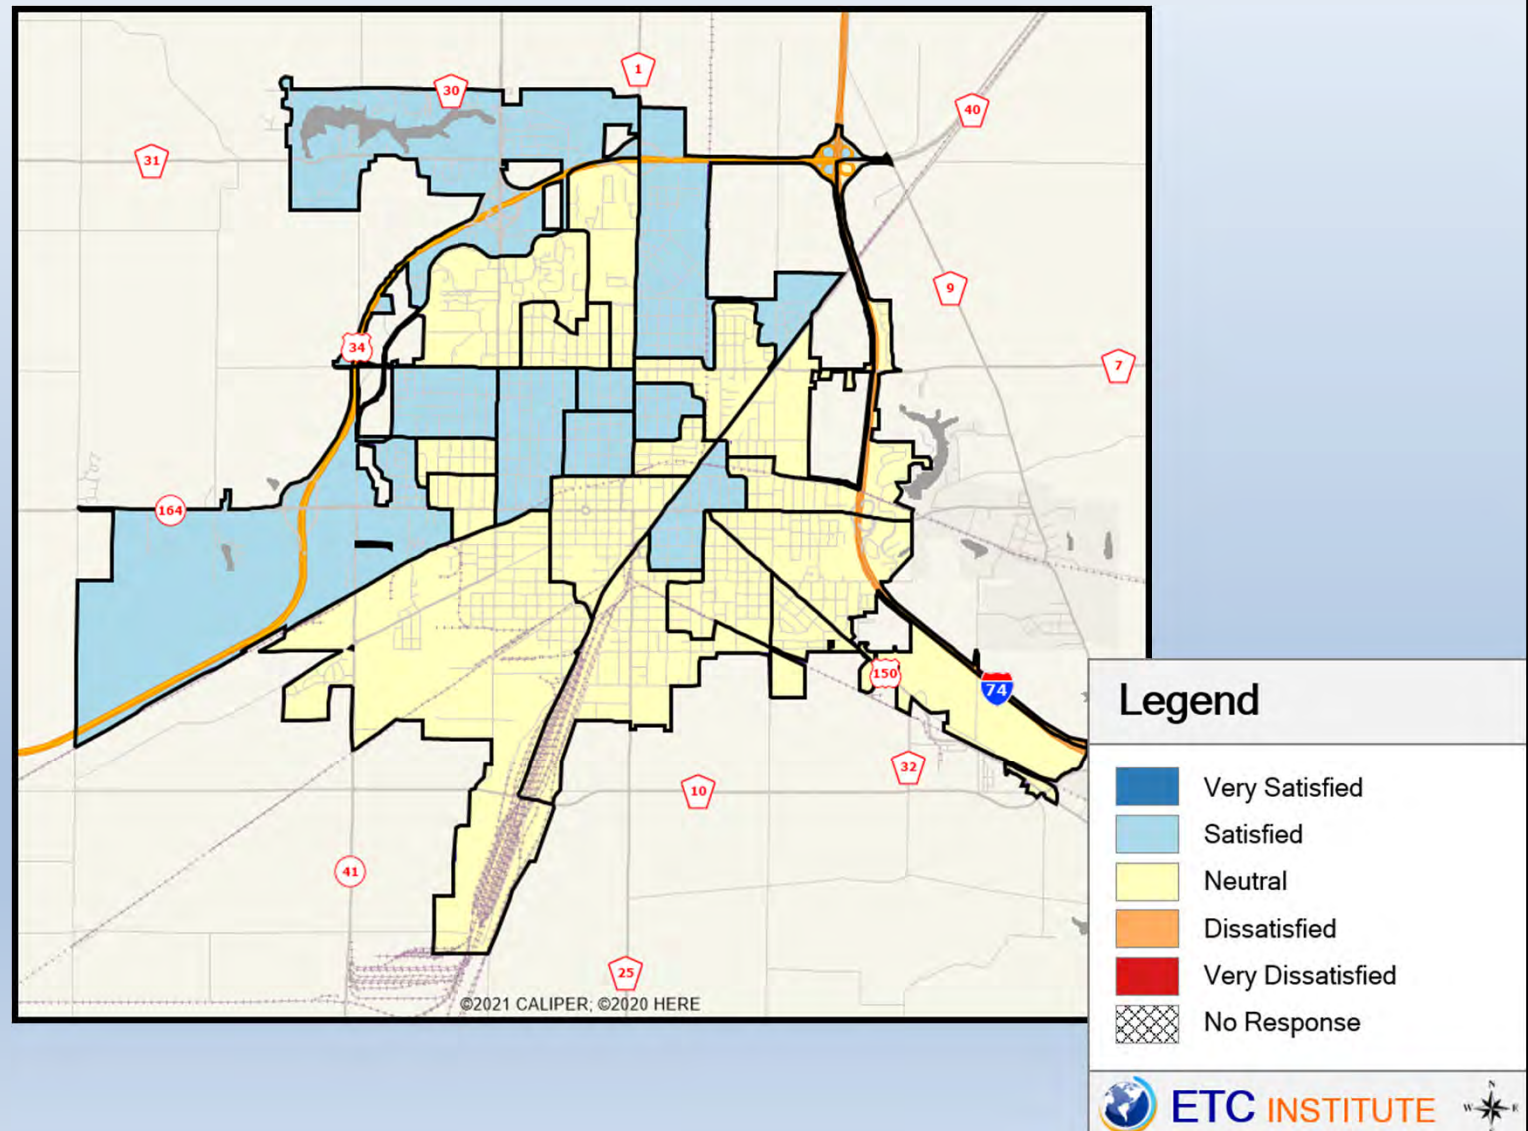 1
30
40
31
9
34
7
164
150
74
32
10
41
25
©2021 CALIPER; ©2020 HERE
Legend
Very Satisfied
Satisfied
Neutral
Dissatisfied
Very Dissatisfied
No Response
ETC INSTITUTE
N
W E
S